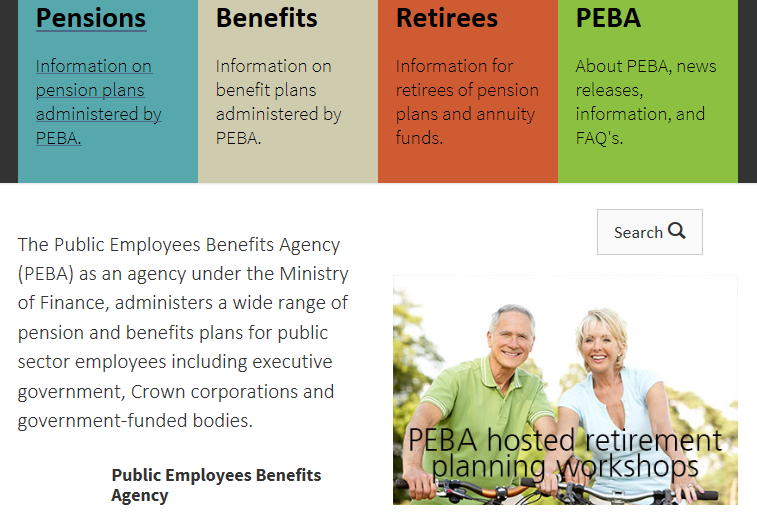 Pensions
Information on
pension plans
administered by
PEBA.
Benefits
Information on
benefit plans
administered by
PEBA.
Retirees
Information for
retirees of pension
plans and annuity
funds.
PEBA
About PEBA, news
releases,
information, and
FAQ's.
Search
The Public Employees Benefits Agency
(PEBA) as an agency under the Ministry
of Finance, administers a wide range of
pension and benefits plans for public
sector employees including executive
government, Crown corporations and
government-funded bodies.
Public Employees Benefits
Agency
PEBA hosted retirement
planning workshops